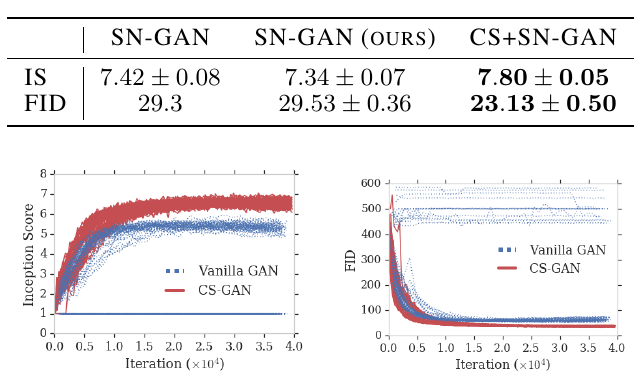 SN-GAN SN-GAN (OURS) CS+SN-GAN
IS 7.42 ± 0.08 7.34 ± 0.07 7.80 ± 0.05
FID 29.3 29.53 ± 0.36 23.13 ± 0.50
8
7
6
5
4
3
2
1
0
Inception Score
Vanilla GAN
CS-GAN
0.0 0.5 1.0 1.5 2.0 2.5 3.0 3.5 4.0
Iteration (×10⁴)
600
500
400
300
200
100
0
FID
Vanilla GAN
CS-GAN
0.0 0.5 1.0 1.5 2.0 2.5 3.0 3.5 4.0
Iteration (×10⁴)